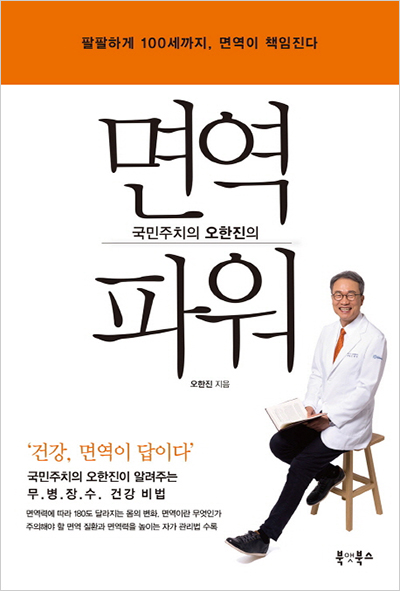 팔팔하게 100세까지, 면역이 책임진다
면역
국민주치의 오한진의
파워
오한진 지음
‘건강, 면역이 답이다’
국민주치의 오한진이 알려주는
무.병.장.수. 건강 비법
면역력에 따라 180도 달라지는 몸의 변화. 면역이란 무엇인가
주의해야 할 면역 질환과 면역력을 높이는 자가 관리법 수록
북앳북스